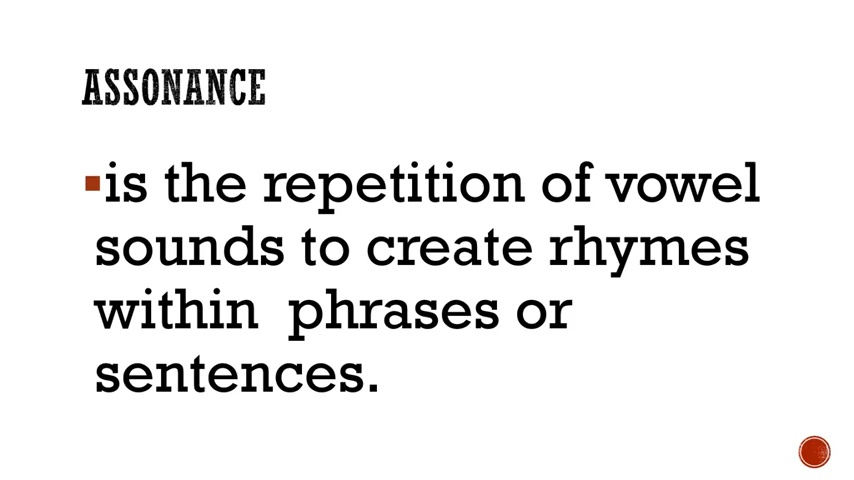 ASSONANCE
▪is the repetition of vowel
sounds to create rhymes
within  phrases or
sentences.